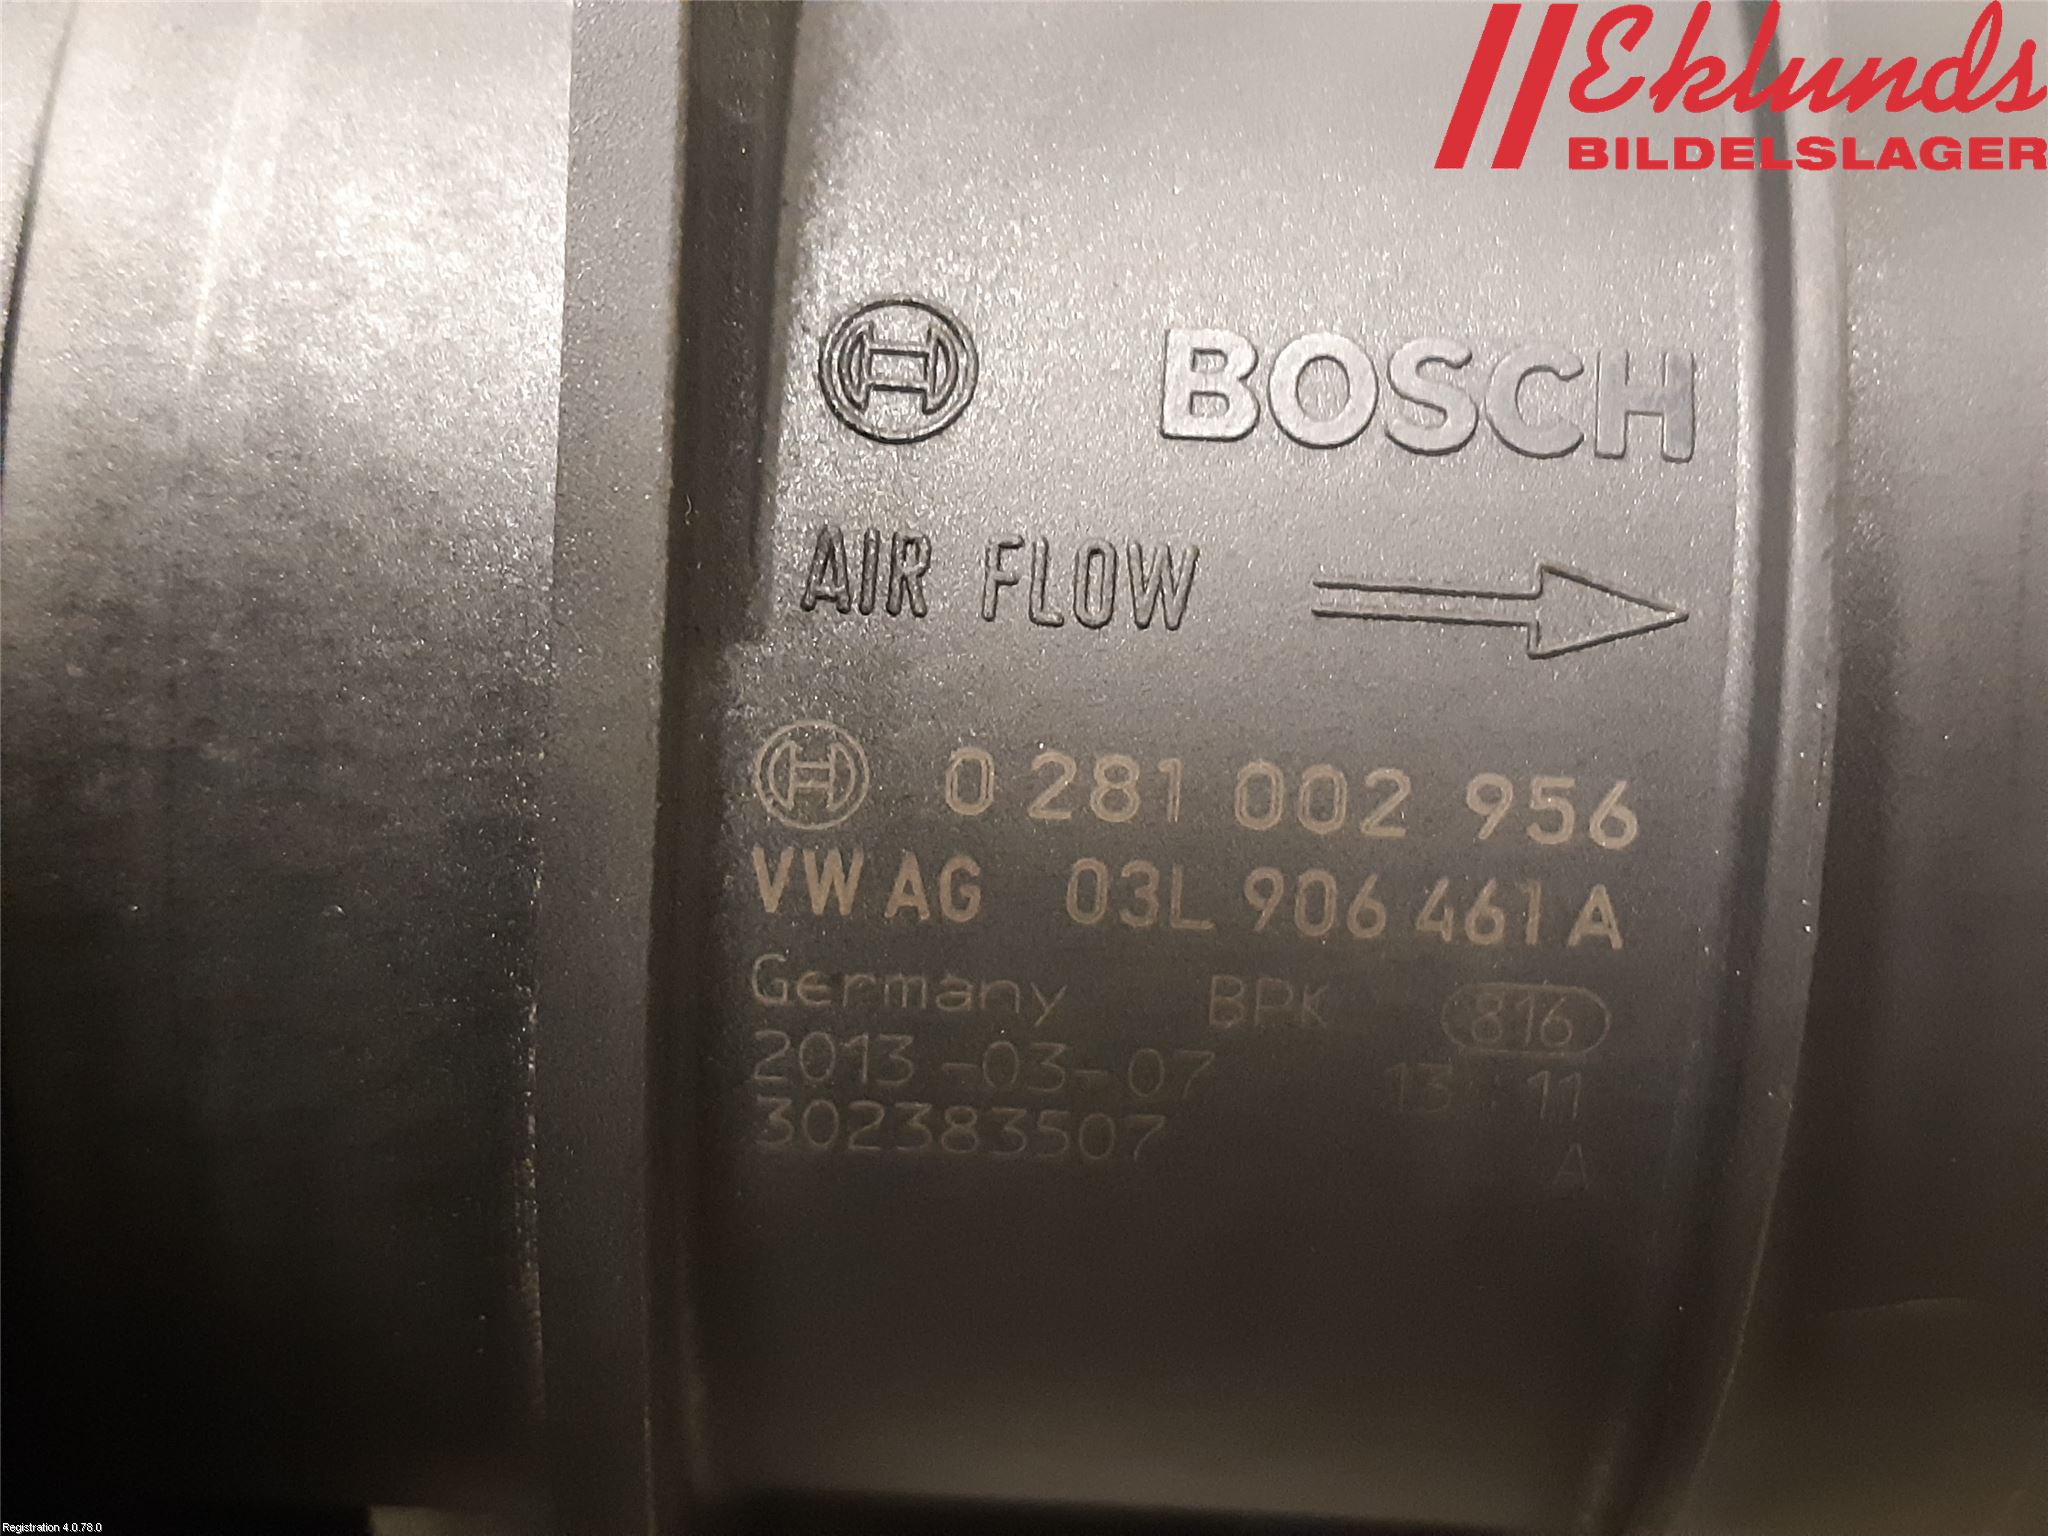 Eklunds
BILDELSLAGER
BOSCH
AIR FLOW
0 281 002 956
VW AG 03L 906 461 A
Germany BPK 816
2013-03-07 13 11
302383507
A
Registration 4.0.78.0